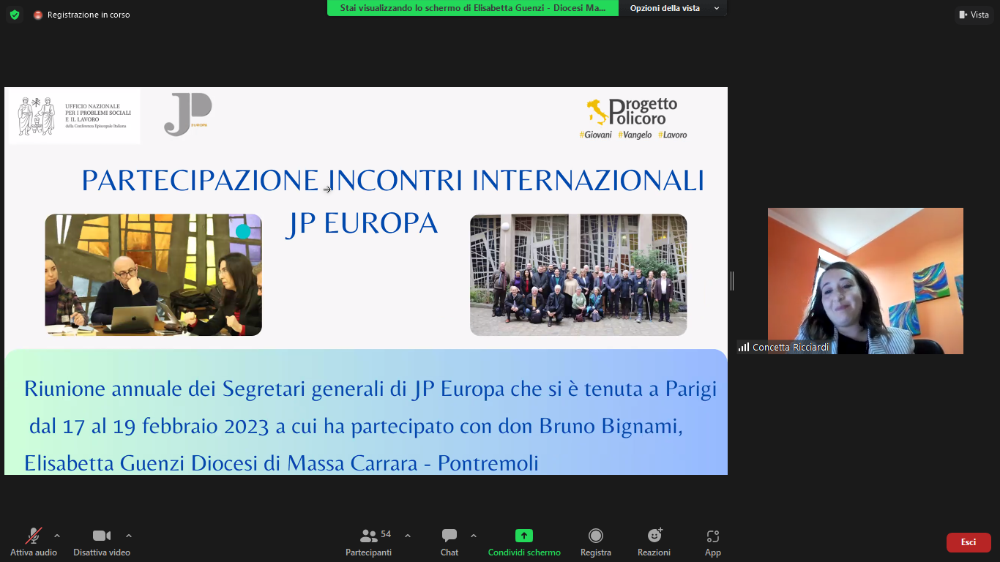 Registrazione in corso
Stai visualizzando lo schermo di Elisabetta Guenzi - Diocesi Ma...
Opzioni della vista
Vista
UFFICIO NAZIONALE
PER I PROBLEMI SOCIALI
E IL LAVORO
della Conferenza Episcopale Italiana
JP
EUROPA
Progetto
Policoro
#Giovani #Vangelo #Lavoro
PARTECIPAZIONE INCONTRI INTERNAZIONALI
JP EUROPA
Riunione annuale dei Segretari generali di JP Europa che si è tenuta a Parigi
dal 17 al 19 febbraio 2023 a cui ha partecipato con don Bruno Bignami,
Elisabetta Guenzi Diocesi di Massa Carrara - Pontremoli
Concetta Ricciardi
Attiva audio
Disattiva video
54
Partecipanti
Chat
Condividi schermo
Registra
Reazioni
App
Esci